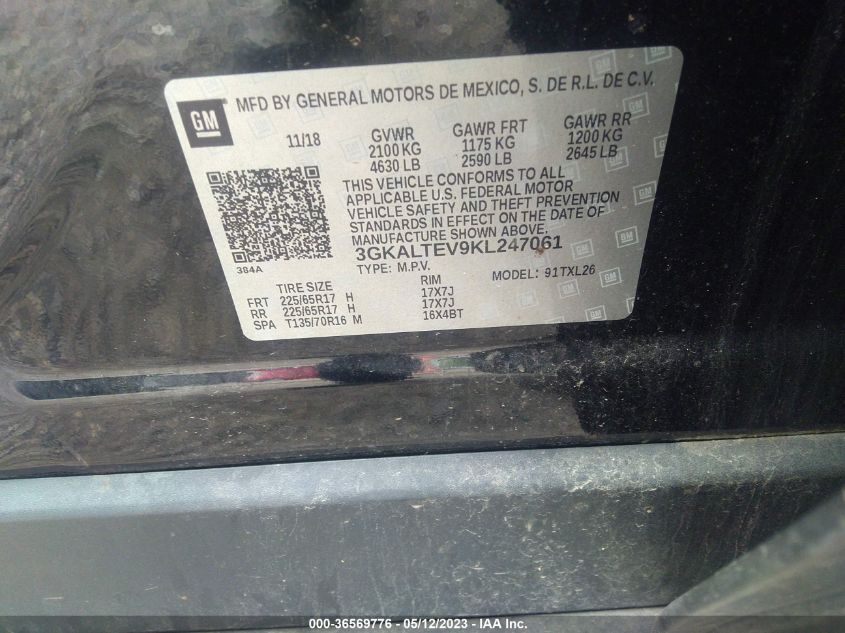 GM
MFD BY GENERAL MOTORS DE MEXICO, S. DE R.L. DE C.V.
11/18 GVWR GAWR FRT GAWR RR
2100 KG 1175 KG 1200 KG
4630 LB 2590 LB 2645 LB
THIS VEHICLE CONFORMS TO ALL
APPLICABLE U.S. FEDERAL MOTOR
VEHICLE SAFETY AND THEFT PREVENTION
STANDARDS IN EFFECT ON THE DATE OF
MANUFACTURE SHOWN ABOVE.
384A
3GKALTEV9KL247061
TYPE: M.P.V. MODEL: 91TXL26
TIRE SIZE RIM
FRT 225/65R17 H 17X7J
RR 225/65R17 H 17X7J
SPA T135/70R16 M 16X4BT
000-36569776 - 05/12/2023 - IAA Inc.